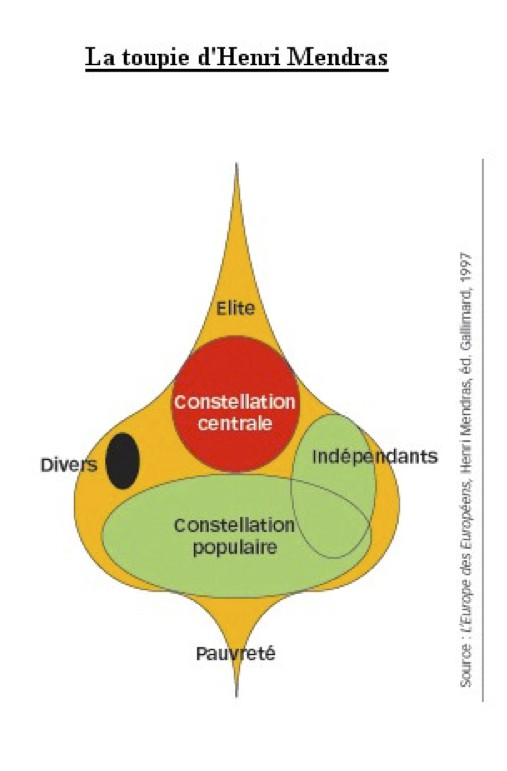 La toupie d'Henri Mendras
Elite
Constellation
centrale
Indépendants
Divers
Constellation
populaire
Pauvreté
Source : L'Europe des Européens, Henri Mendras, éd. Gallimard, 1997